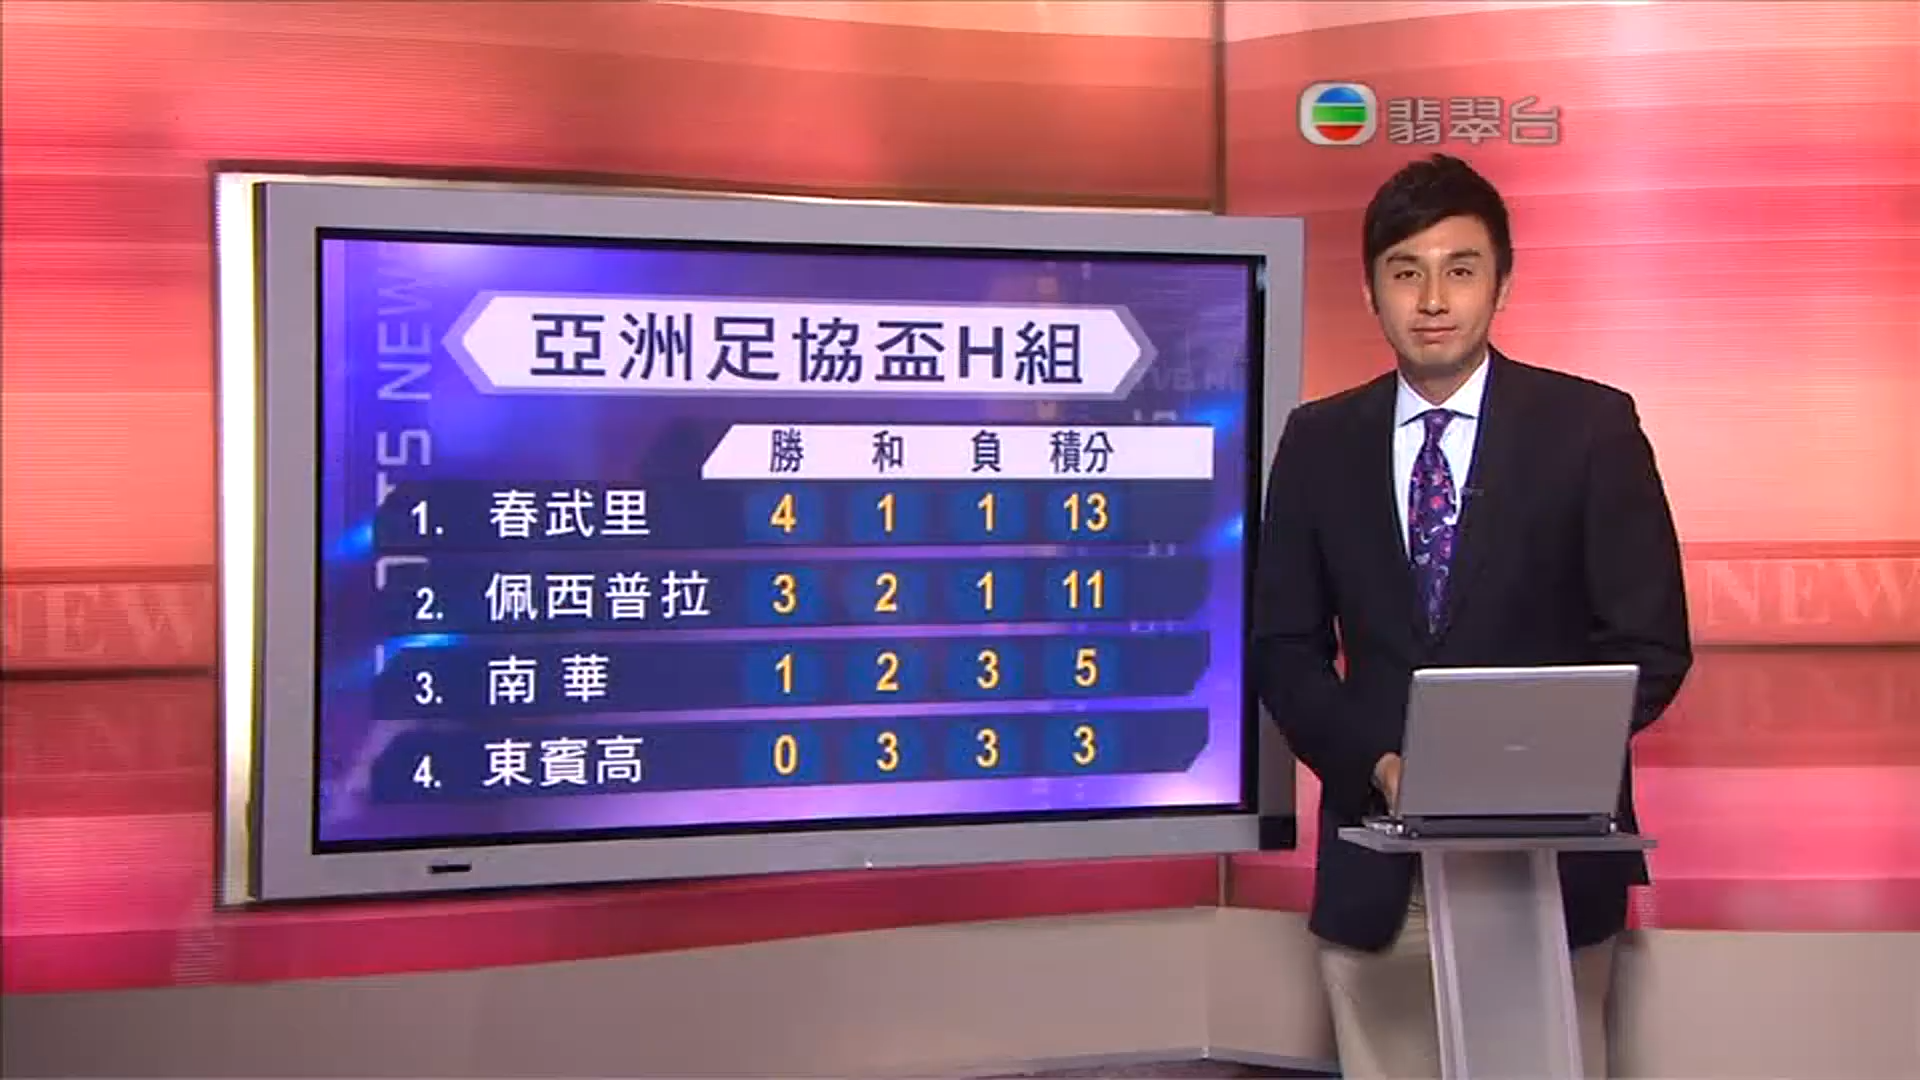 翡翠台
亞洲足協盃H組
勝 和 負 積分
1. 春武里 4 1 1 13
2. 佩西普拉 3 2 1 11
3. 南華 1 2 3 5
4. 東賓高 0 3 3 3
NEWS
NEW